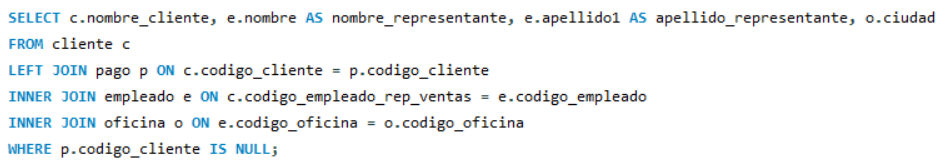 SELECT c.nombre_cliente, e.nombre AS nombre_representante, e.apellido1 AS apellido_representante, o.ciudad
FROM cliente c
LEFT JOIN pago p ON c.codigo_cliente = p.codigo_cliente
INNER JOIN empleado e ON c.codigo_empleado_rep_ventas = e.codigo_empleado
INNER JOIN oficina o ON e.codigo_oficina = o.codigo_oficina
WHERE p.codigo_cliente IS NULL;